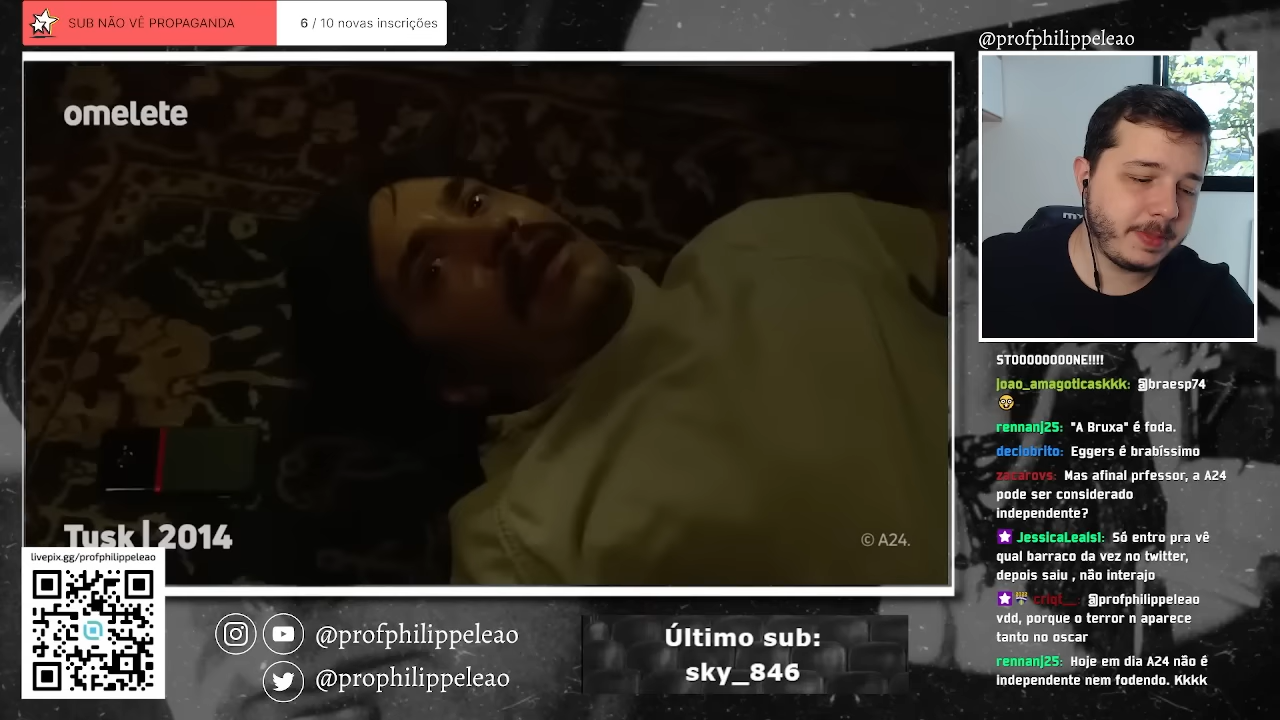 SUB NÃO VÊ PROPAGANDA
6 / 10 novas inscrições
@profphilippeleao
omelete
Tusk | 2014
© A24.
livepix.gg/profphilippeleao
@profphilippeleao
@prophilippeleao
Último sub:
sky_846
STOOOOOOOONE!!!!
joao_amagoticaskkk: @braesp74
rennanj25: "A Bruxa" é foda.
deciobrito: Eggers é brabíssimo
zacarovs: Mas afinal prfessor, a A24
pode ser considerado
independente?
JessicaLealsl: Só entro pra vê
qual barraco da vez no twitter,
depois saiu , não interajo
@profphilippeleao
vdd, porque o terror n aparece
tanto no oscar
rennanj25: Hoje em dia A24 não é
independente nem fodendo. Kkkk